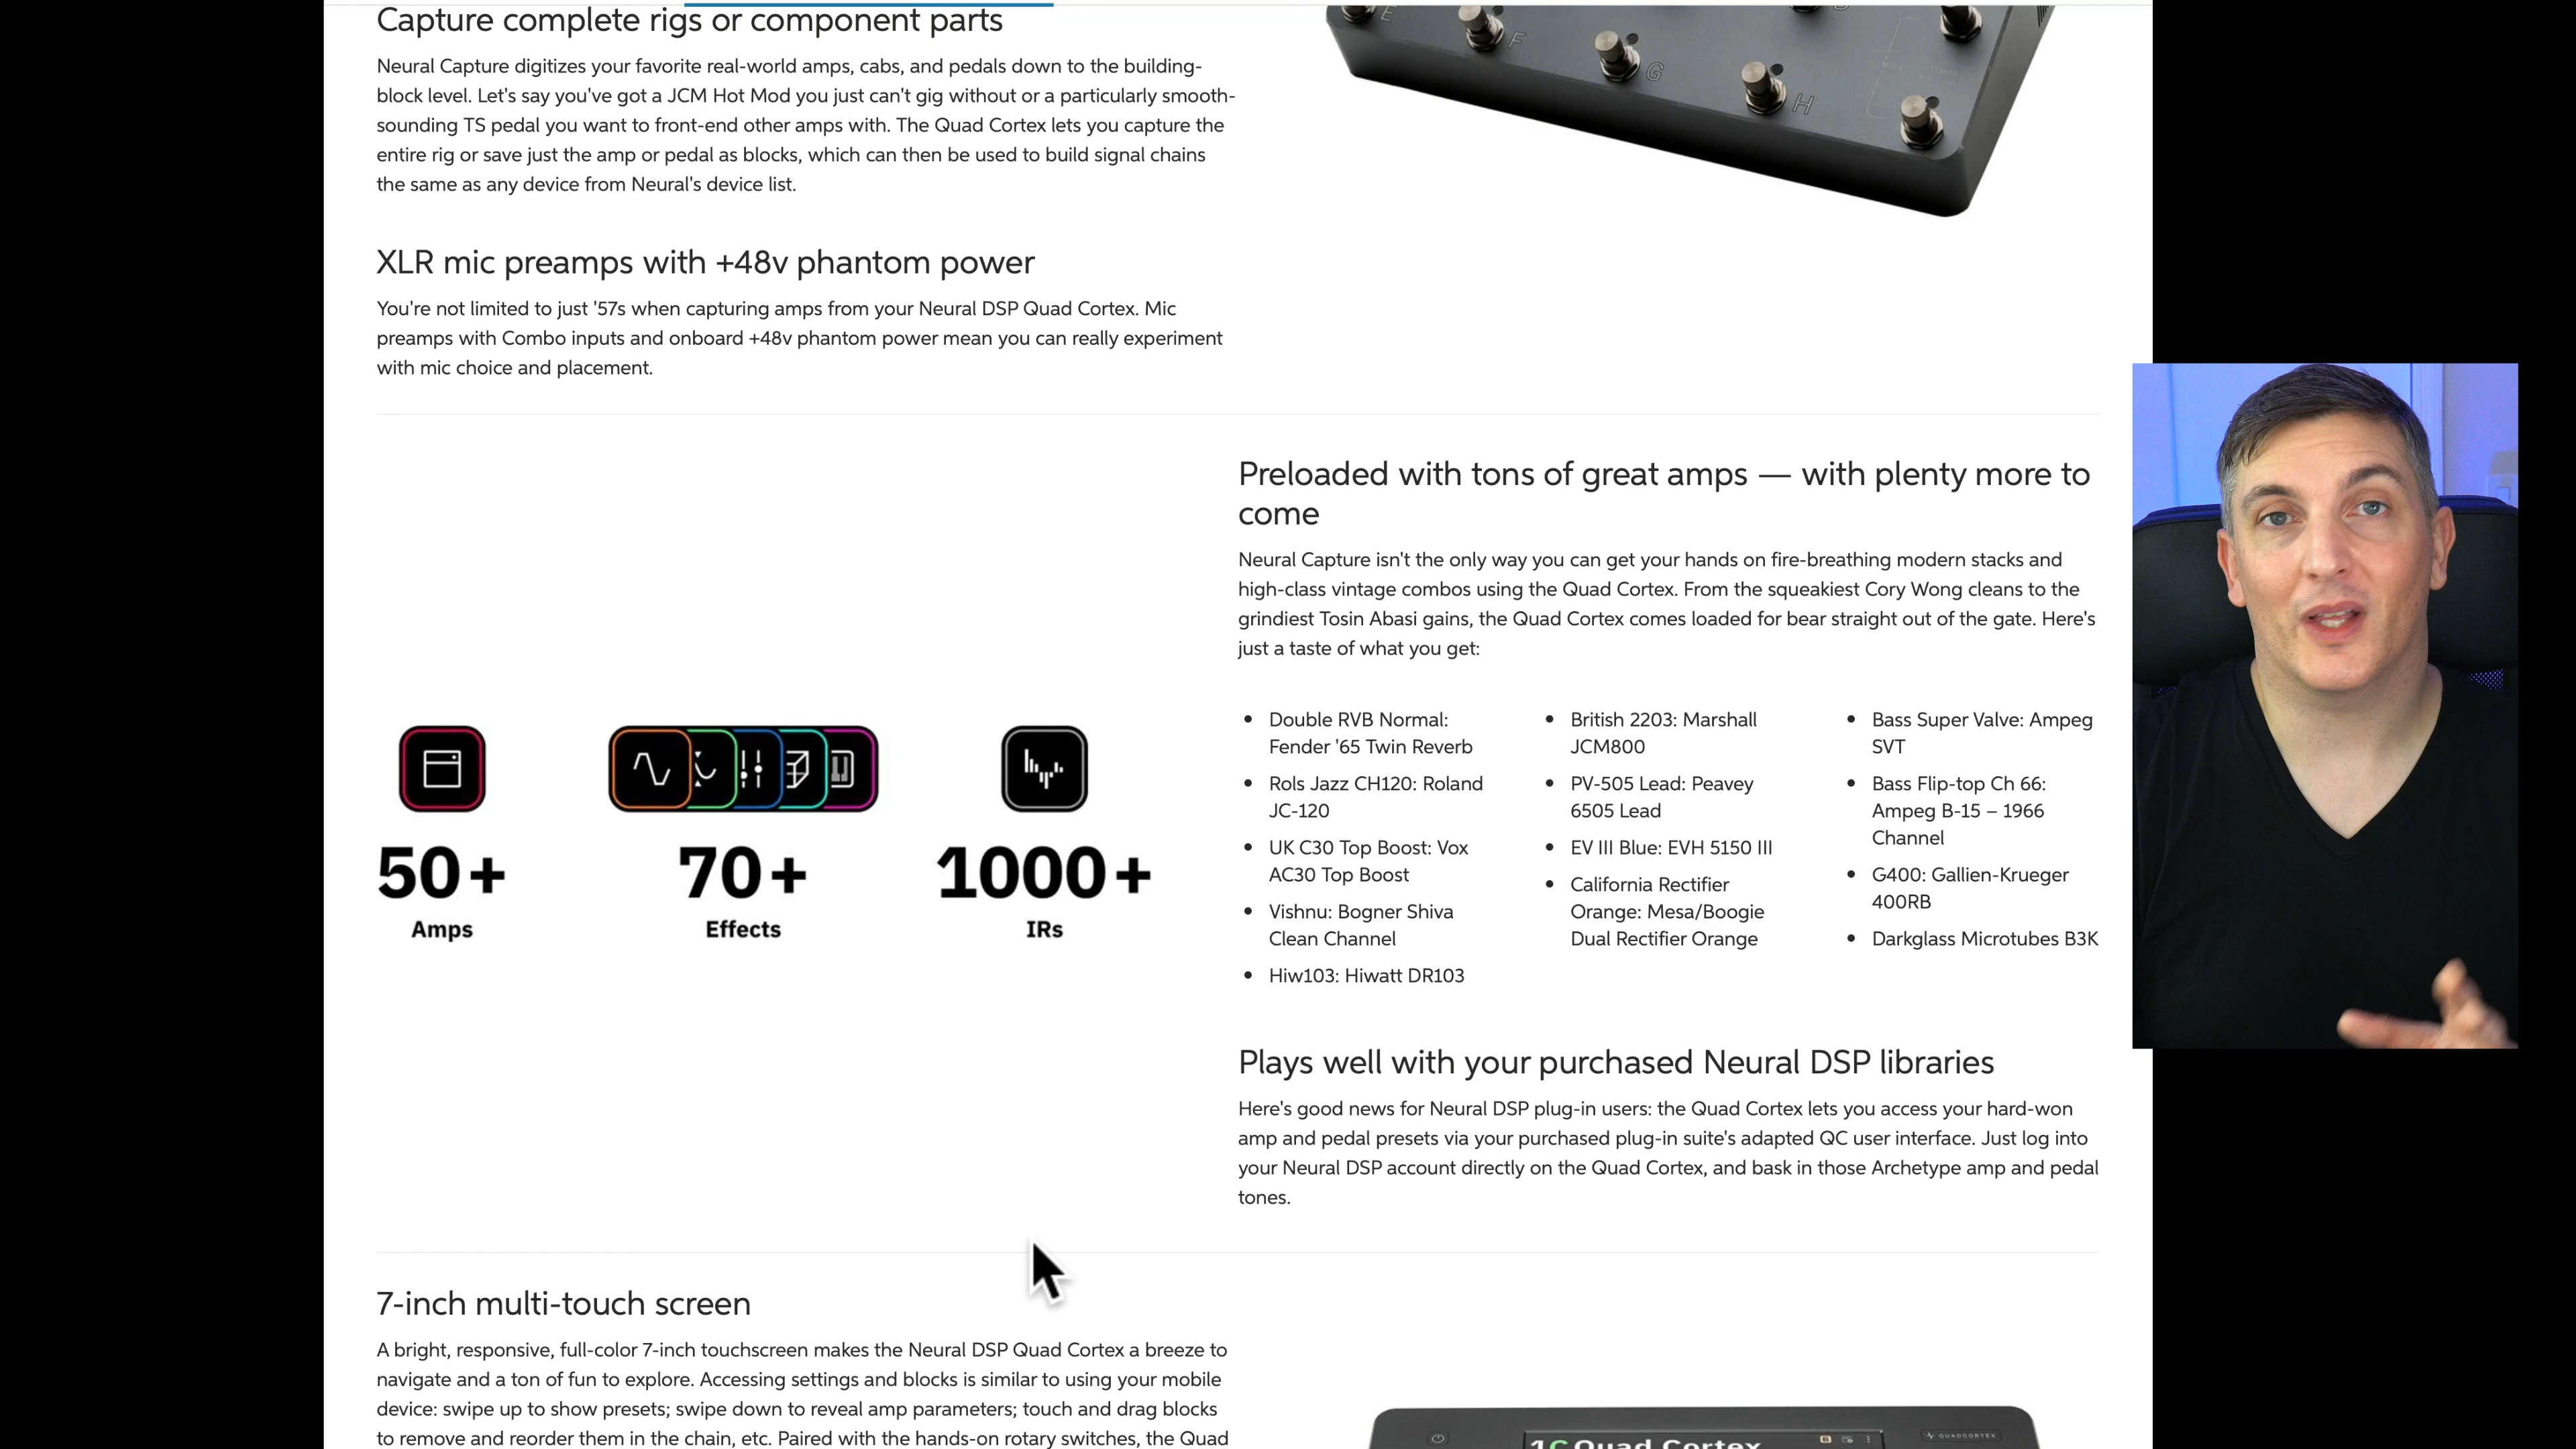 Capture complete rigs or component parts
Neural Capture digitizes your favorite real-world amps, cabs, and pedals down to the building-
block level. Let's say you've got a JCM Hot Mod you just can't gig without or a particularly smooth-
sounding TS pedal you want to front-end other amps with. The Quad Cortex lets you capture the
entire rig or save just the amp or pedal as blocks, which can then be used to build signal chains
the same as any device from Neural's device list.
E
F
G
H
XLR mic preamps with +48v phantom power
You're not limited to just '57s when capturing amps from your Neural DSP Quad Cortex. Mic
preamps with Combo inputs and onboard +48v phantom power mean you can really experiment
with mic choice and placement.
50+
Amps
70+
Effects
1000+
IRs
Preloaded with tons of great amps — with plenty more to
come
Neural Capture isn't the only way you can get your hands on fire-breathing modern stacks and
high-class vintage combos using the Quad Cortex. From the squeakiest Cory Wong cleans to the
grindiest Tosin Abasi gains, the Quad Cortex comes loaded for bear straight out of the gate. Here's
just a taste of what you get:
• Double RVB Normal:
Fender '65 Twin Reverb
• Rols Jazz CH120: Roland
JC-120
• UK C30 Top Boost: Vox
AC30 Top Boost
• Vishnu: Bogner Shiva
Clean Channel
• Hiw103: Hiwatt DR103
• British 2203: Marshall
JCM800
• PV-505 Lead: Peavey
6505 Lead
• EV III Blue: EVH 5150 III
• California Rectifier
Orange: Mesa/Boogie
Dual Rectifier Orange
• Bass Super Valve: Ampeg
SVT
• Bass Flip-top Ch 66:
Ampeg B-15 – 1966
Channel
• G400: Gallien-Krueger
400RB
• Darkglass Microtubes B3K
Plays well with your purchased Neural DSP libraries
Here's good news for Neural DSP plug-in users: the Quad Cortex lets you access your hard-won
amp and pedal presets via your purchased plug-in suite's adapted QC user interface. Just log into
your Neural DSP account directly on the Quad Cortex, and bask in those Archetype amp and pedal
tones.
7-inch multi-touch screen
A bright, responsive, full-color 7-inch touchscreen makes the Neural DSP Quad Cortex a breeze to
navigate and a ton of fun to explore. Accessing settings and blocks is similar to using your mobile
device: swipe up to show presets; swipe down to reveal amp parameters; touch and drag blocks
to remove and reorder them in the chain, etc. Paired with the hands-on rotary switches, the Quad
1C Quad Cortex
QUADCORTEX